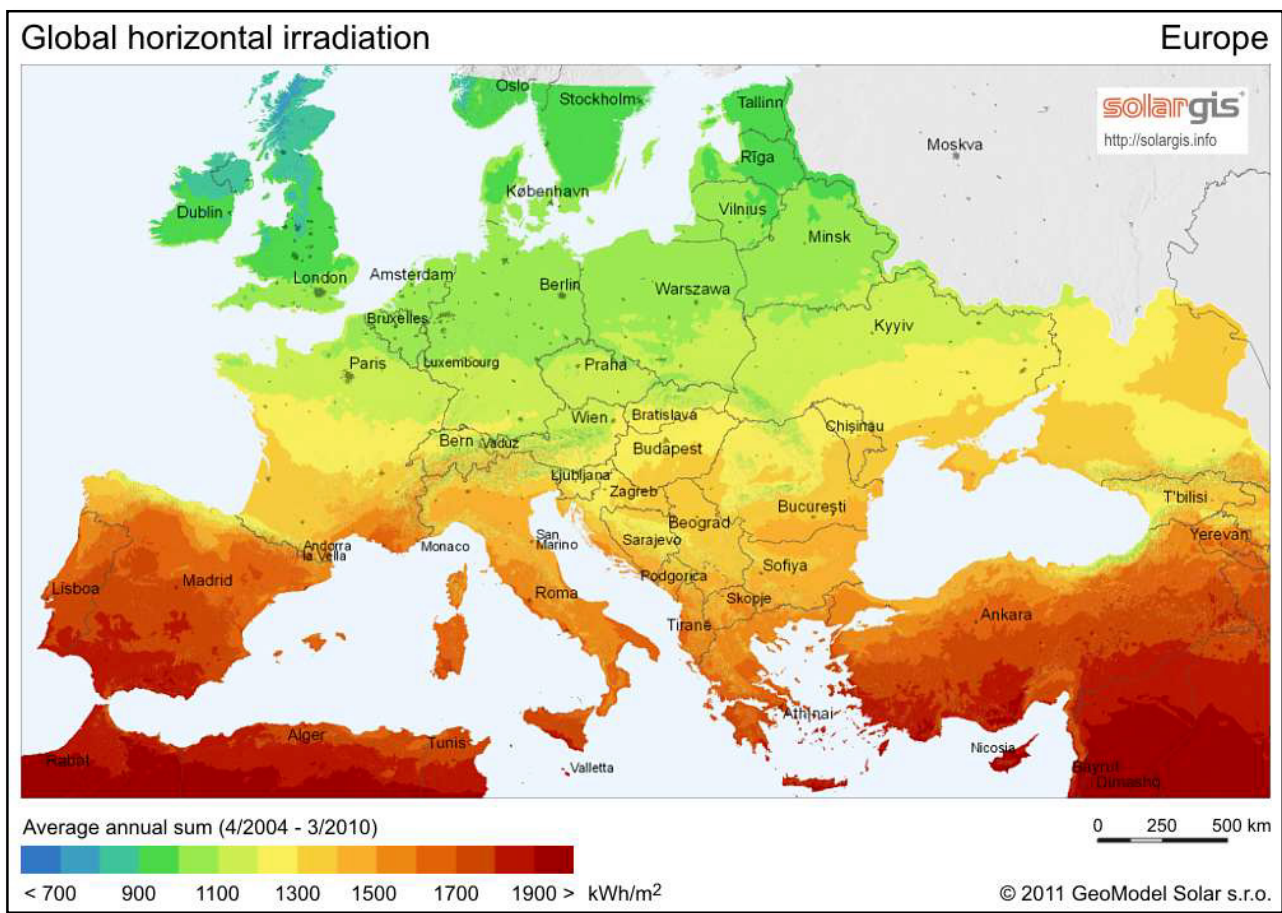 Global horizontal irradiation
Europe
solargis
http://solargis.info
Oslo
Stockholm
Tallinn
Rīga
Moskva
København
Dublin
Vilnius
Minsk
London
Amsterdam
Berlin
Warszawa
Bruxelles
Kyyiv
Paris
Luxembourg
Praha
Wien
Bratislava
Bern
Vaduz
Budapest
Chişinau
Ljubljana
Zagreb
Beograd
Bucureşti
T'bilisi
Yerevan
Andorra
la Vella
Monaco
San
Marino
Sarajevo
Podgorica
Sofiya
Skopje
Lisboa
Madrid
Roma
Tiranë
Ankara
Athinai
Alger
Tunis
Rabat
Valletta
Nicosia
Bayrut
Dimashq
Average annual sum (4/2004 - 3/2010)
0 250 500 km
< 700 900 1100 1300 1500 1700 1900 > kWh/m²
© 2011 GeoModel Solar s.r.o.